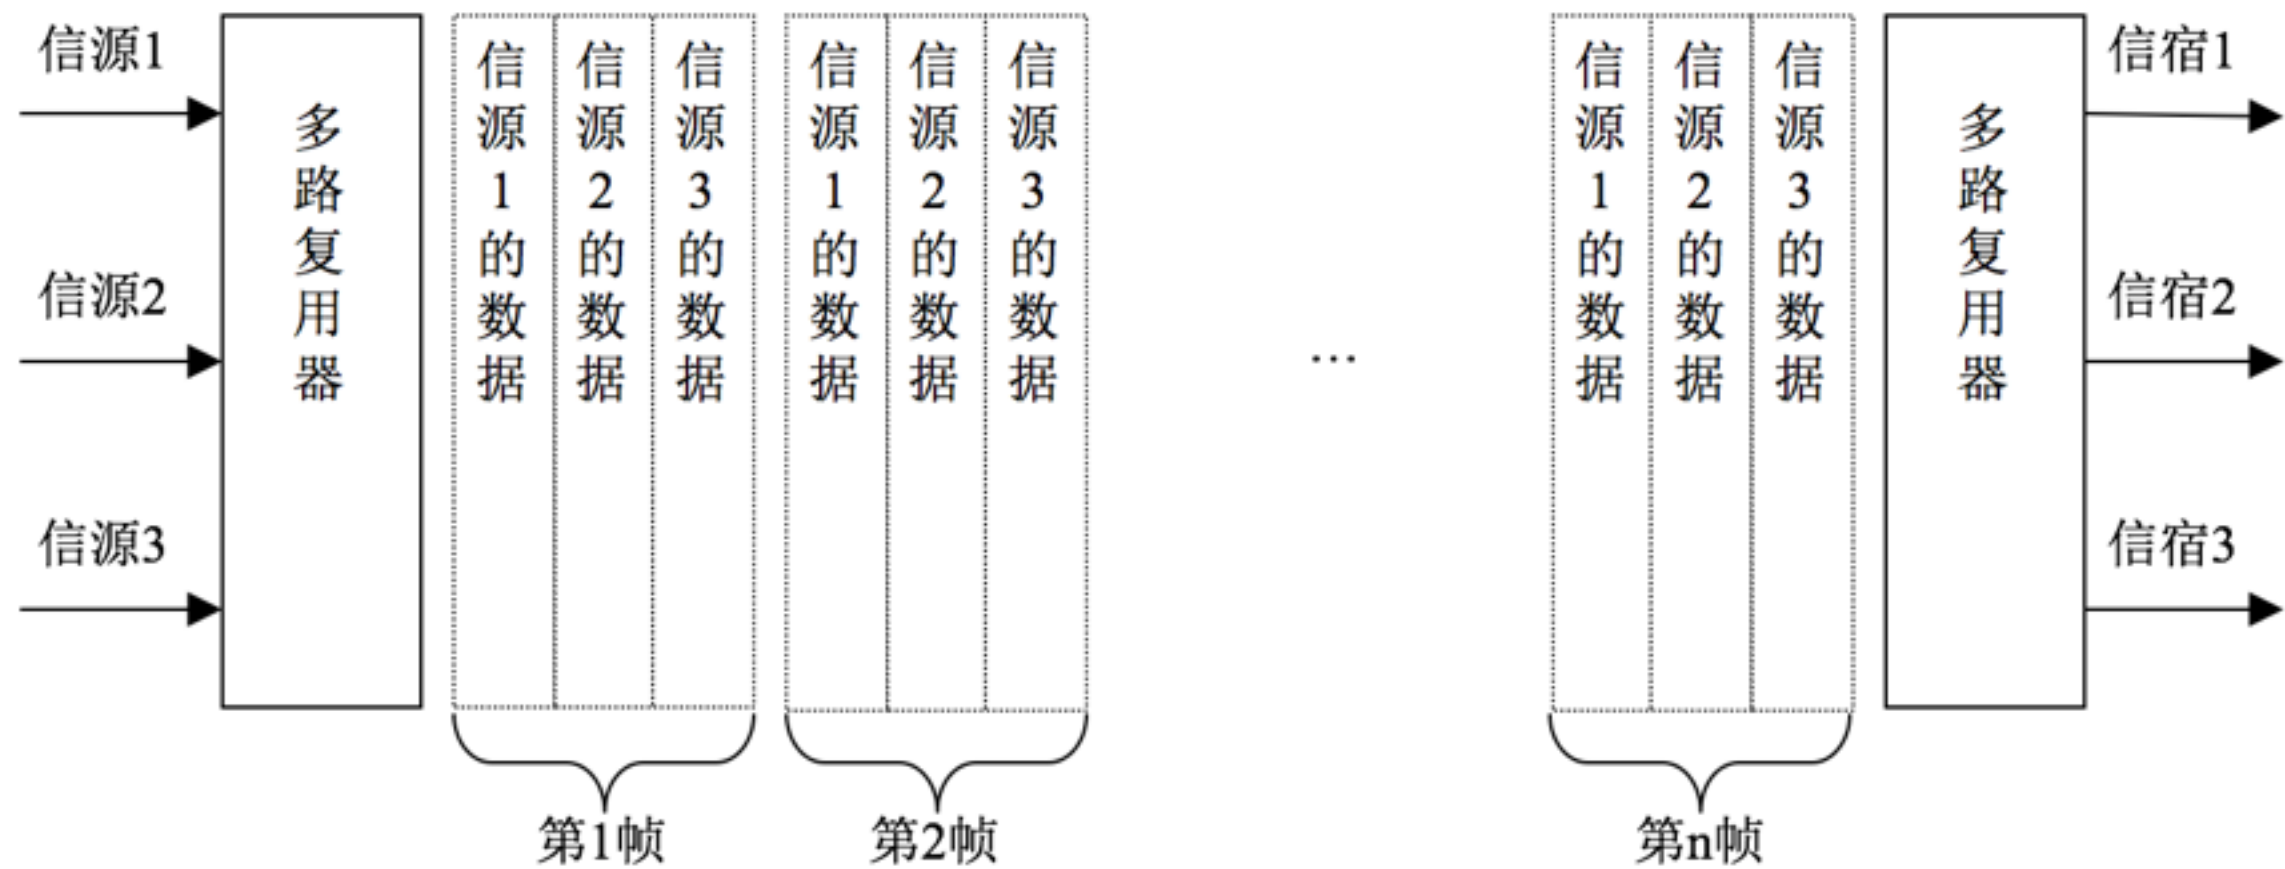 信源1
信源2
信源3
多路复用器
信源1的数据
信源2的数据
信源3的数据
第1帧
信源1的数据
信源2的数据
信源3的数据
第2帧
…
信源1的数据
信源2的数据
信源3的数据
第n帧
多路复用器
信宿1
信宿2
信宿3